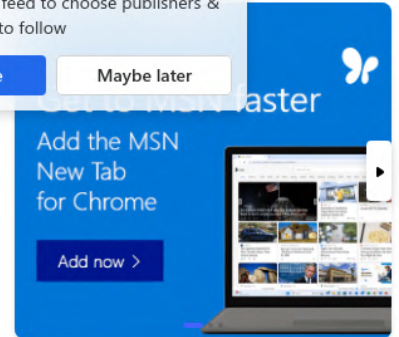 feed to choose publishers &
to follow
e
Maybe later
Get to MSN faster
Add the MSN
New Tab
for Chrome
Add now >